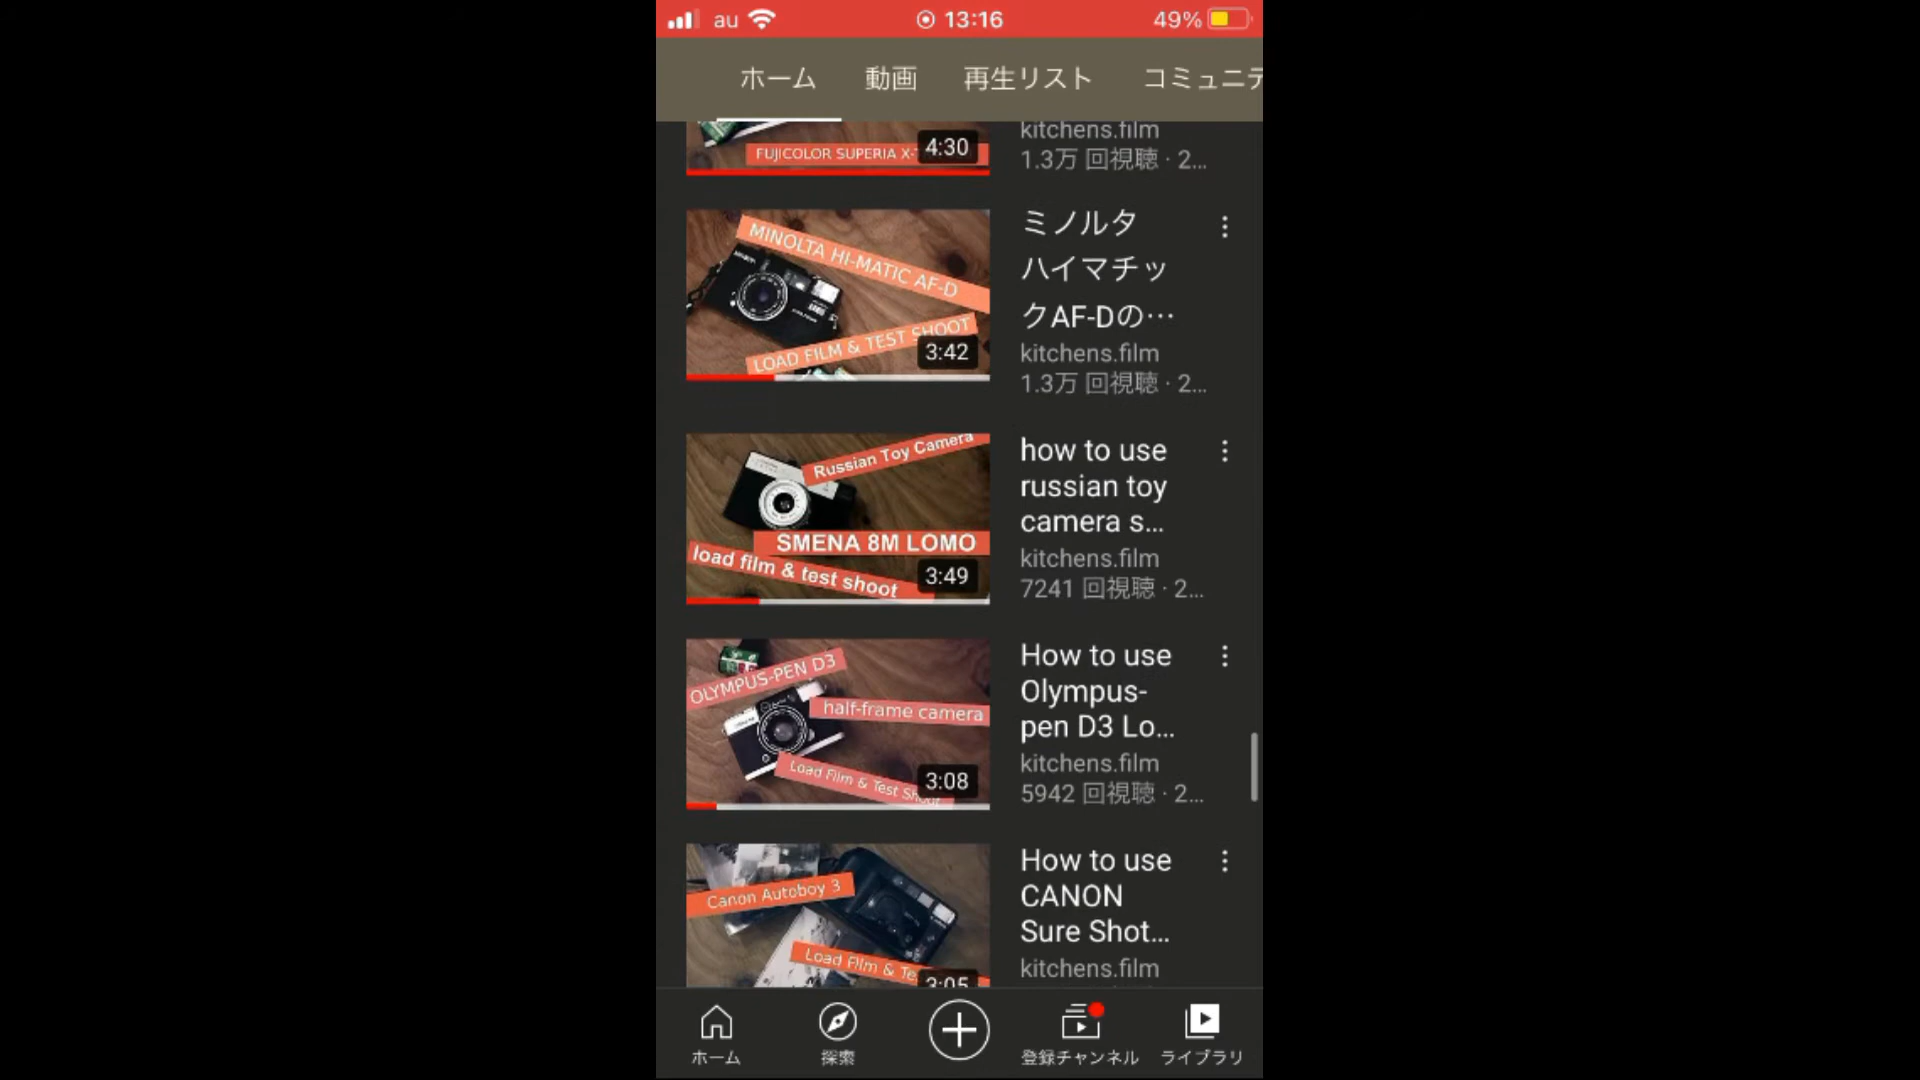 au 13:16 49%
ホーム 動画 再生リスト コミュニテ
FUJICOLOR SUPERIA X-
4:30
kitchens.film
1.3万 回視聴 · 2...
MINOLTA HI-MATIC AF-D
LOAD FILM & TEST SHOOT
3:42
ミノルタ
ハイマチッ
クAF-Dの…
kitchens.film
1.3万 回視聴 · 2...
Russian Toy Camera
SMENA 8M LOMO
load film & test shoot
3:49
how to use
russian toy
camera s...
kitchens.film
7241 回視聴 · 2...
OLYMPUS-PEN D3
half-frame camera
Load Film & Test Shoot
3:08
How to use
Olympus-
pen D3 Lo...
kitchens.film
5942 回視聴 · 2...
Canon Autoboy 3
Load Film & Te
3:05
How to use
CANON
Sure Shot...
kitchens.film
ホーム 探索 登録チャンネル ライブラリ